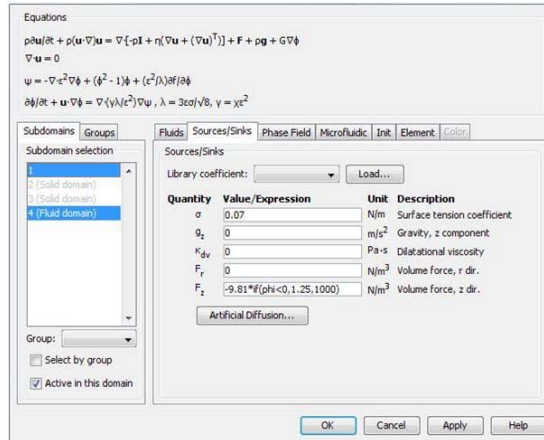 Equations
ρ∂u/∂t + ρ(u·∇)u = ∇·[-pI + η(∇u + (∇u)ᵀ)] + F + ρg + G∇ϕ
∇·u = 0
ψ = -∇·ε²∇ϕ + (ϕ² - 1)ϕ + (ε²/λ)∂f/∂ϕ
∂ϕ/∂t + u·∇ϕ = ∇·(γλ/ε²)∇ψ , λ = 3εσ/√8, γ = χε²
Subdomains Groups
Subdomain selection
1
2 (Solid domain)
3 (Solid domain)
4 (Fluid domain)
Group:
Select by group
Active in this domain
Fluids Sources/Sinks Phase Field Microfluidic Init Element Color
Sources/Sinks
Library coefficient: Load...
Quantity Value/Expression Unit Description
σ 0.07 N/m Surface tension coefficient
g_z 0 m/s² Gravity, z component
κ_dv 0 Pa·s Dilatational viscosity
F_r 0 N/m³ Volume force, r dir.
F_z -9.81*if(phi<0,1.25,1000) N/m³ Volume force, z dir.
Artificial Diffusion...
OK Cancel Apply Help